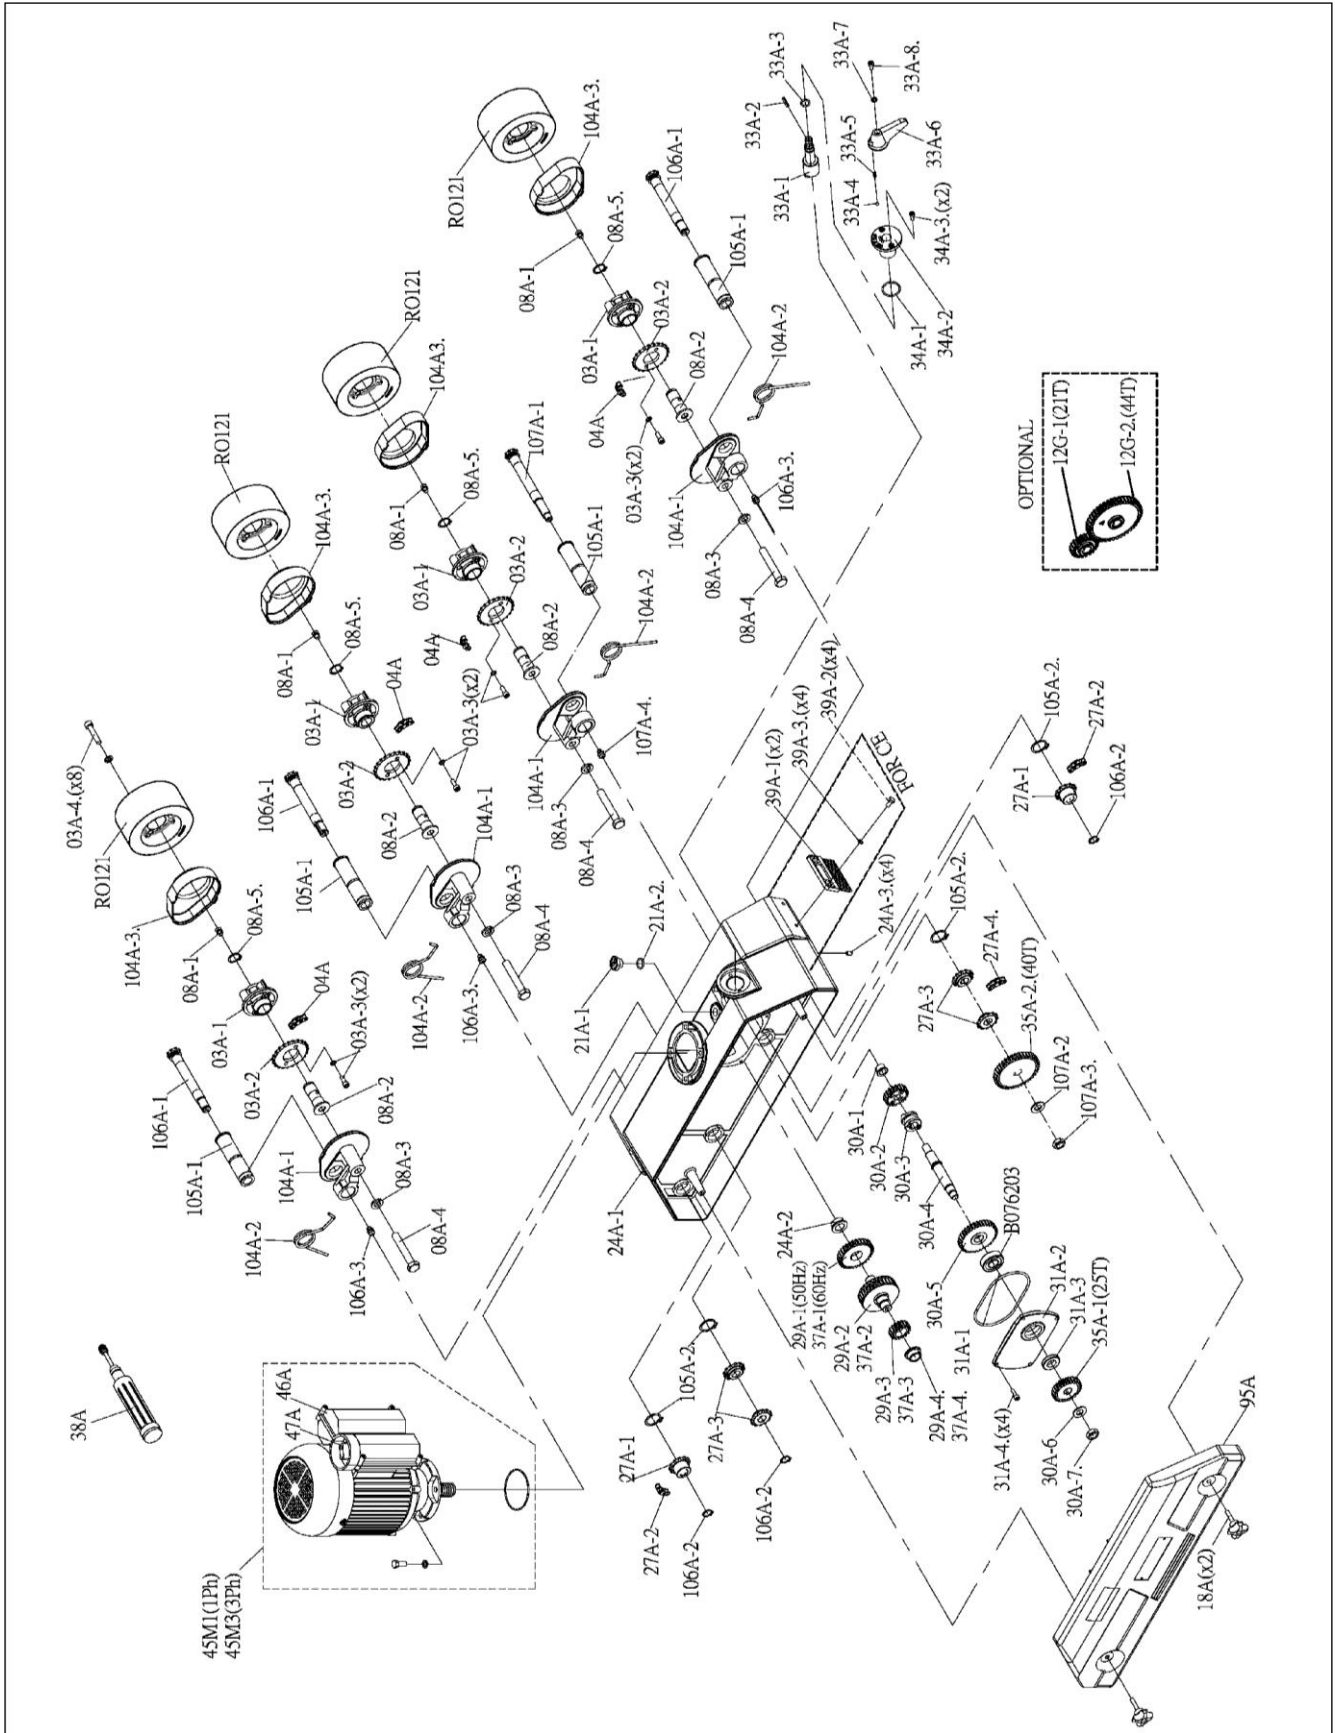 38A
45M1(1Ph)
45M3(3Ph)
47A
46A
03A-4.(x8)
RO121
104A-3.
08A-1
08A-5.
03A-1
04A
03A-2
03A-3(x2)
106A-1
105A-1
08A-2
104A-1
08A-3
104A-2
08A-4
106A-3.
RO121
104A-3.
08A-1
08A-5.
03A-1
04A
03A-2
03A-3(x2)
106A-1
105A-1
08A-2
104A-1
08A-3
08A-4
104A-2
106A-3.
RO121
104A3.
08A-1
08A-5.
03A-1
03A-2
04A
08A-2
03A-3(x2)
107A-1
105A-1
104A-2
104A-1
08A-3
08A-4
107A-4.
RO121
104A-3.
08A-1
08A-5.
03A-1
03A-2
04A
08A-2
03A-3(x2)
106A-1
105A-1
104A-2
104A-1
106A-3.
08A-3
08A-4
33A-1
33A-2
33A-3
33A-4
33A-5
33A-6
33A-7
33A-8.
34A-1
34A-2
34A-3.(x2)
OPTIONAL
12G-1(21T)
12G-2.(44T)
21A-1
21A-2.
24A-1
39A-1(x2)
39A-3.(x4)
39A-2(x4)
FOR CE
24A-3.(x4)
24A-2
29A-1(50Hz)
37A-1(60Hz)
29A-2
37A-2
29A-3
37A-3
29A-4.
37A-4.
30A-1
30A-2
30A-3
30A-4
30A-5
B076203
31A-1
31A-2
31A-3
35A-1(25T)
31A-4.(x4)
30A-6
30A-7.
105A-2.
27A-1
27A-2
106A-2
105A-2.
27A-3
27A-4.
35A-2.(40T)
107A-2
107A-3.
105A-2.
27A-1
27A-2
27A-3
106A-2
106A-2
95A
18A(x2)